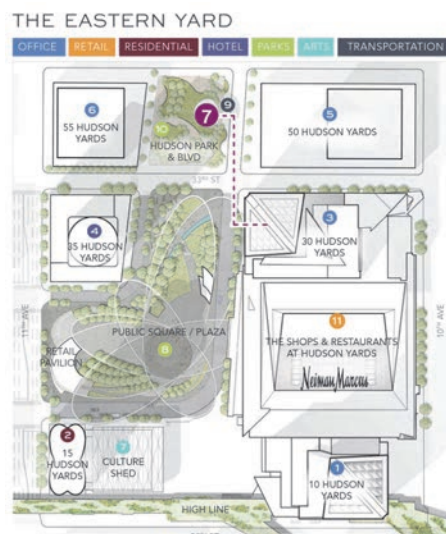 THE EASTERN YARD
OFFICE RETAIL RESIDENTIAL HOTEL PARKS ARTS TRANSPORTATION
6
55 HUDSON
YARDS
7
9
10
HUDSON PARK
& BLVD
5
50 HUDSON YARDS
33RD ST
4
35 HUDSON
YARDS
3
30 HUDSON
YARDS
11TH AVE
10TH AVE
PUBLIC SQUARE / PLAZA
8
RETAIL
PAVILION
11
THE SHOPS & RESTAURANTS
AT HUDSON YARDS
Neiman Marcus
2
15
HUDSON
YARDS
7
CULTURE
SHED
1
10 HUDSON
YARDS
HIGH LINE